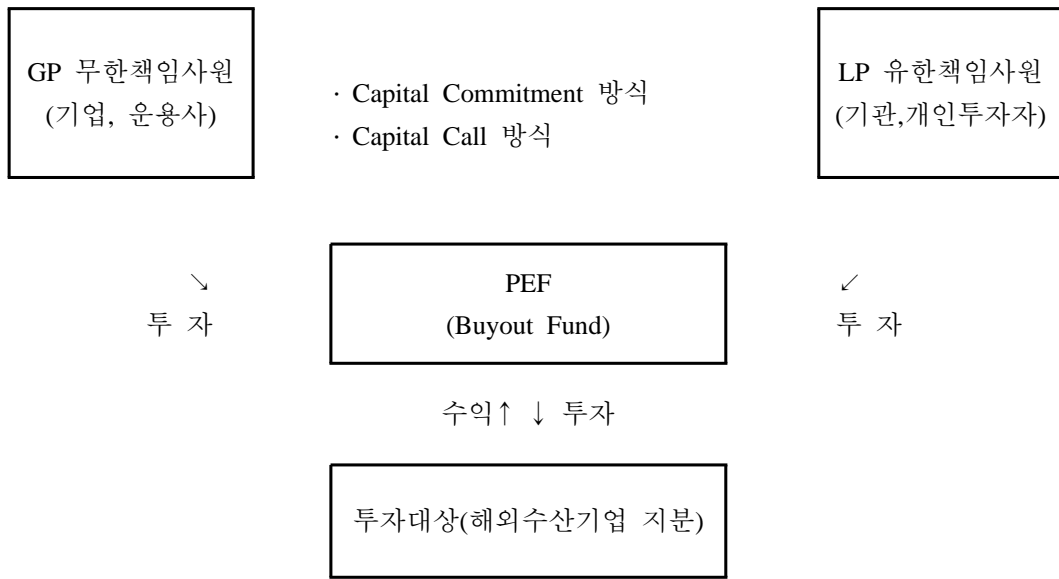 GP 무한책임사원
(기업, 운용사)
· Capital Commitment 방식
· Capital Call 방식
LP 유한책임사원
(기관,개인투자자)
↘
투 자
PEF
(Buyout Fund)
↙
투 자
수익↑ ↓ 투자
투자대상(해외수산기업 지분)